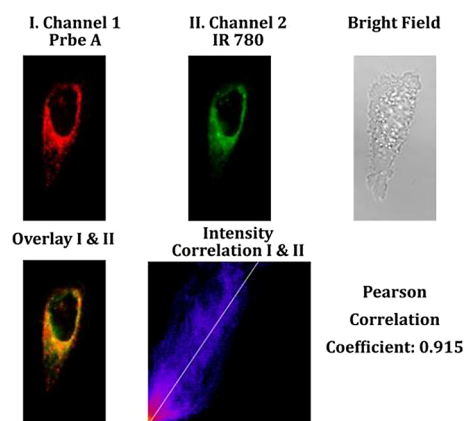 I. Channel 1
Prbe A
II. Channel 2
IR 780
Bright Field
Overlay I & II
Intensity
Correlation I & II
Pearson
Correlation
Coefficient: 0.915